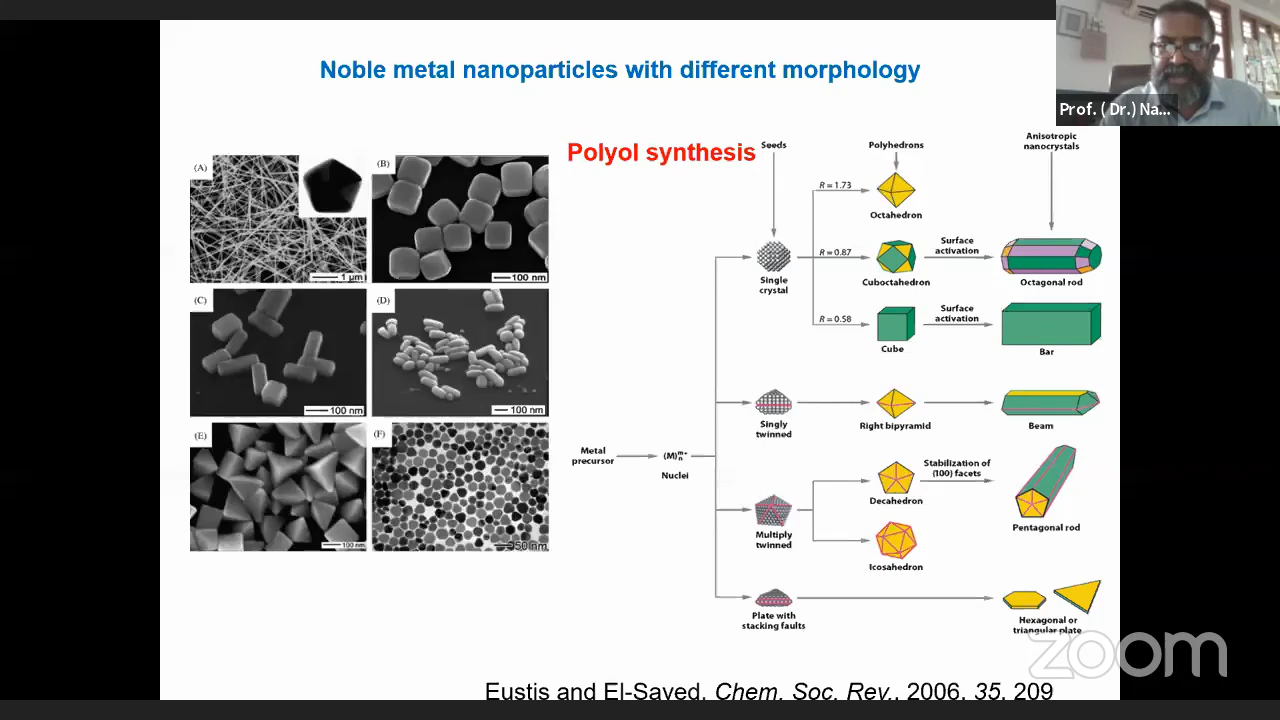 Noble metal nanoparticles with different morphology
Prof. ( Dr.) Na...
Polyol synthesis
(A)
1 μm
(B)
100 nm
(C)
100 nm
(D)
100 nm
(E)
100 nm
(F)
350 nm
Seeds
Polyhedrons
Anisotropic
nanocrystals
R = 1.73
Octahedron
R = 0.87
Single
crystal
Cuboctahedron
Surface
activation
Octagonal rod
R = 0.58
Cube
Surface
activation
Bar
Singly
twinned
Right bipyramid
Beam
Metal
precursor
(M)n m+
Nuclei
Multiply
twinned
Decahedron
Stabilization of
(100) facets
Pentagonal rod
Icosahedron
Plate with
stacking faults
Hexagonal or
triangular plate
zoom
Eustis and El-Sayed, Chem. Soc. Rev., 2006, 35, 209